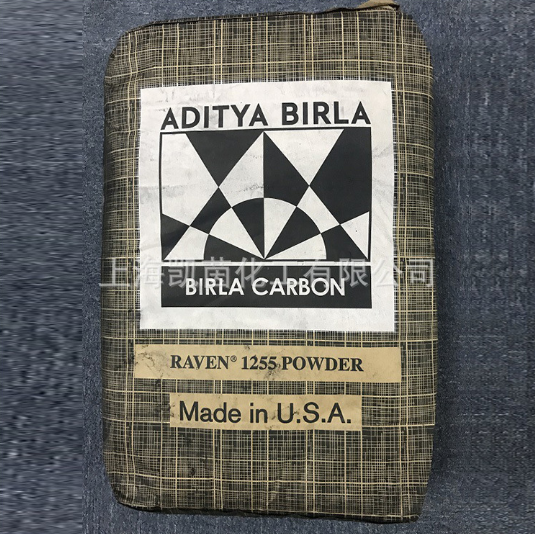 ADITYA BIRLA
上海凯茵化工有限公司
BIRLA CARBON
RAVEN® 1255 POWDER
Made in U.S.A.